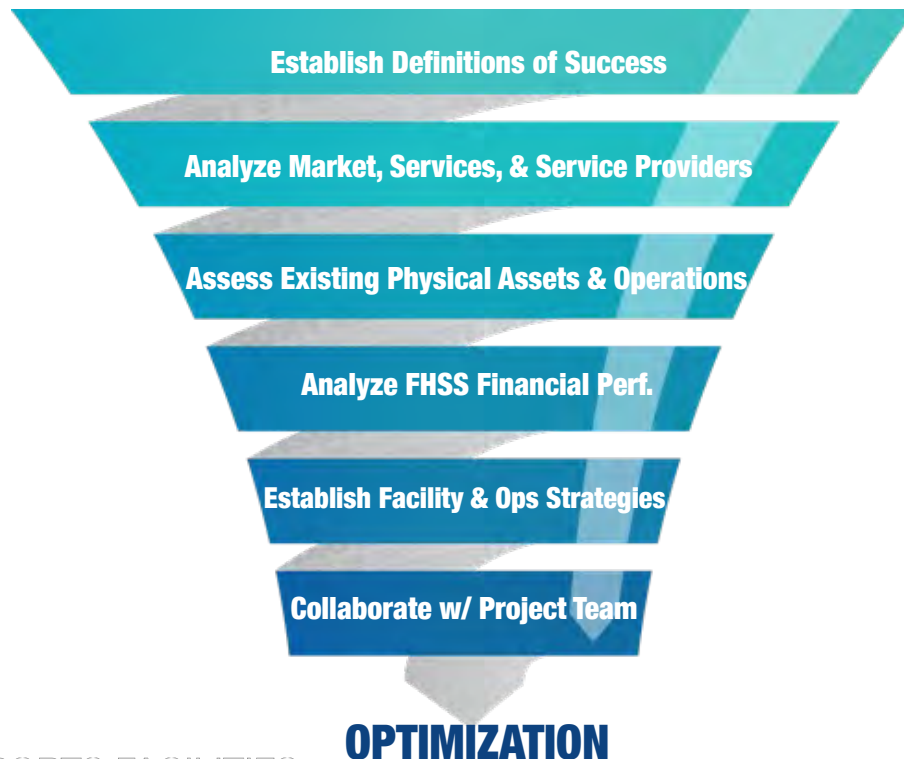 Establish Definitions of Success
Analyze Market, Services, & Service Providers
Assess Existing Physical Assets & Operations
Analyze FHSS Financial Perf.
Establish Facility & Ops Strategies
Collaborate w/ Project Team
OPTIMIZATION